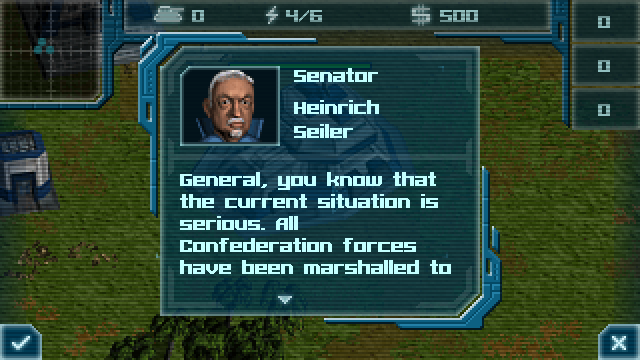 0 4/6 500
0
0
0
Senator
Heinrich
Seiler
General, you know that
the current situation is
serious. All
Confederation forces
have been marshalled to